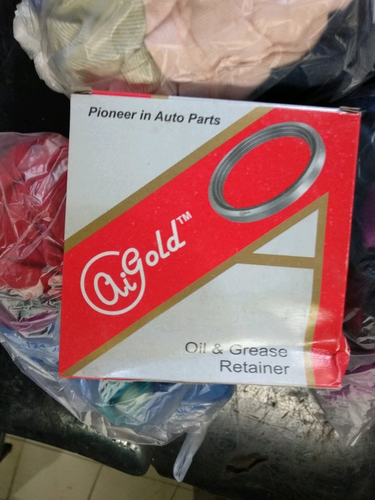 Pioneer in Auto Parts
OiGold™
Oil & Grease
Retainer